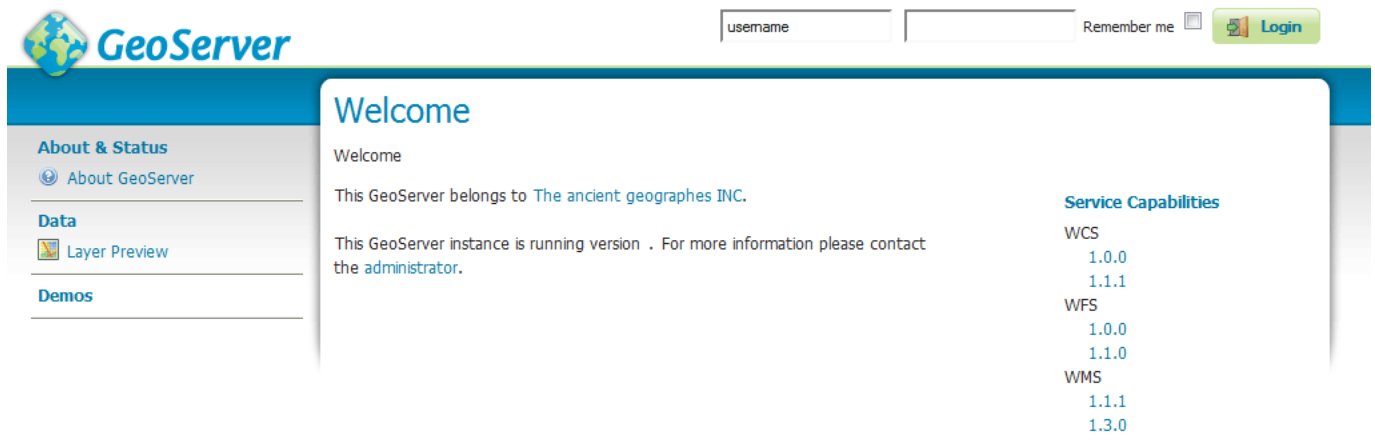 GeoServer
username
Remember me
Login
About & Status
About GeoServer
Data
Layer Preview
Demos
Welcome
Welcome
This GeoServer belongs to The ancient geographes INC.
This GeoServer instance is running version . For more information please contact
the administrator.
Service Capabilities
WCS
1.0.0
1.1.1
WFS
1.0.0
1.1.0
WMS
1.1.1
1.3.0